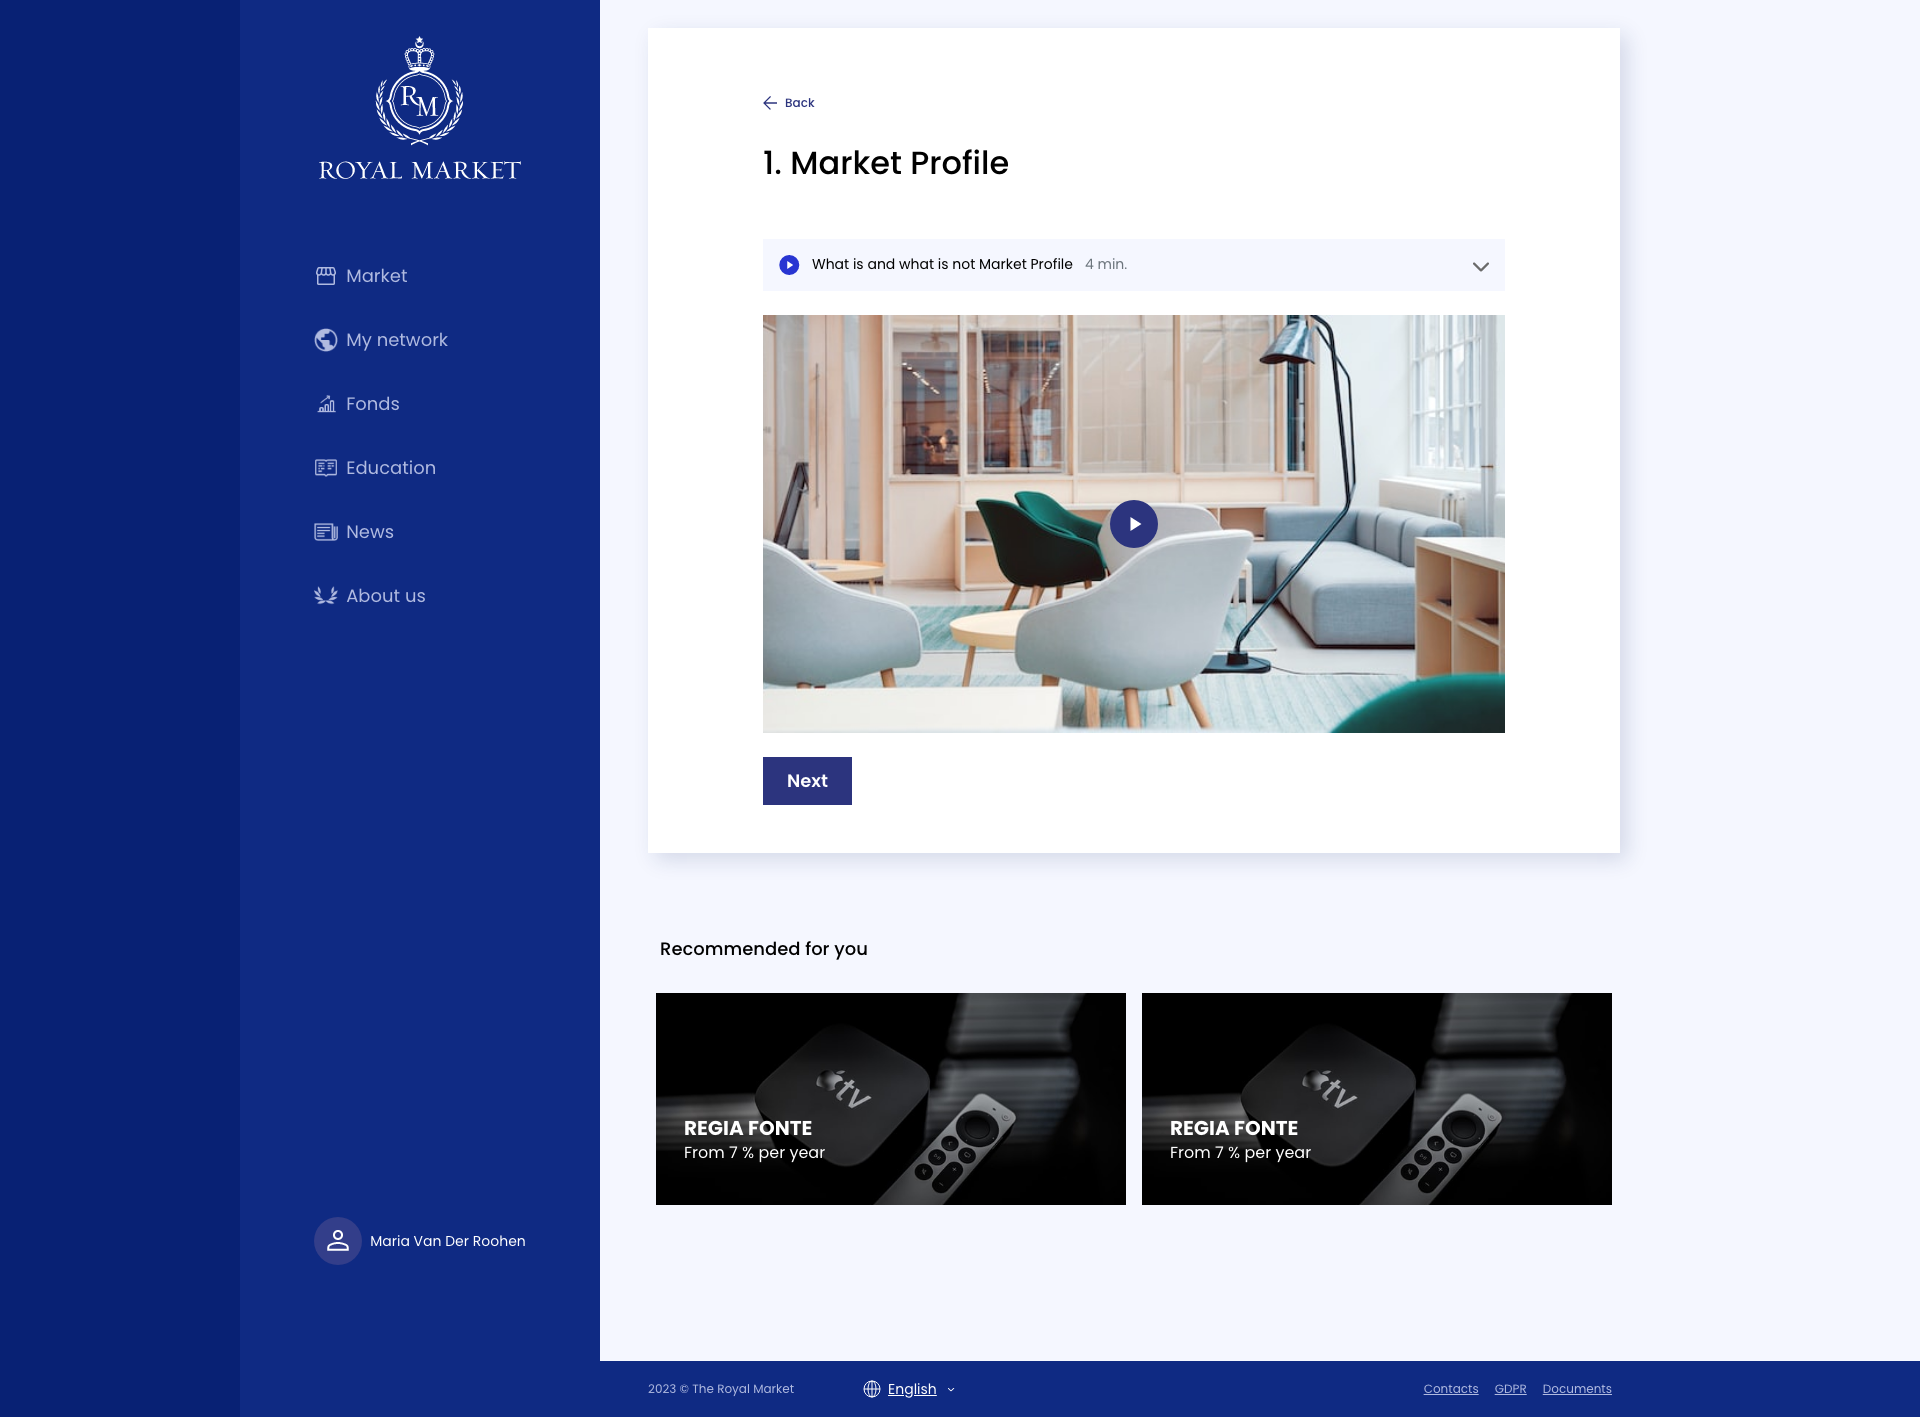 RM
ROYAL MARKET
Market
My network
Fonds
Education
News
About us
Maria Van Der Roohen
Back
1. Market Profile
What is and what is not Market Profile 4 min.
Next
Recommended for you
tv
REGIA FONTE
From 7 % per year
tv
REGIA FONTE
From 7 % per year
2023 © The Royal Market
English
Contacts GDPR Documents